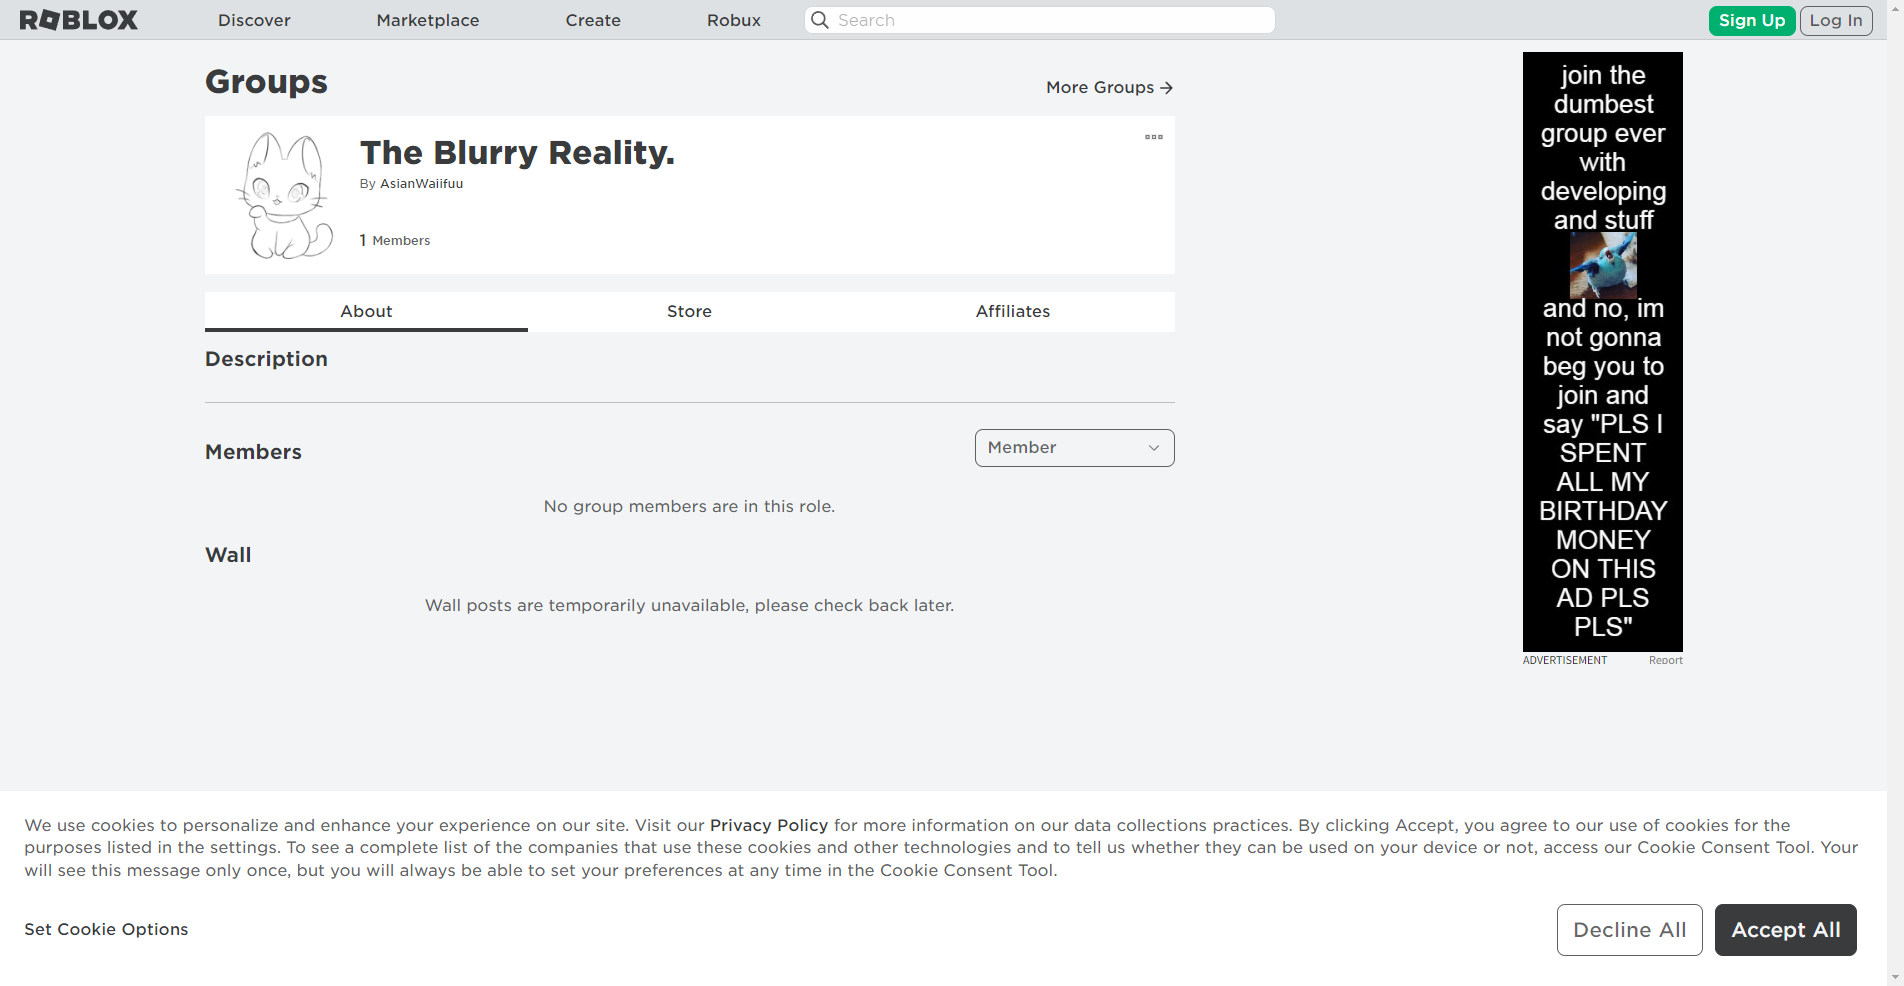 ROBLOX
Discover
Marketplace
Create
Robux
Search
Sign Up
Log In
Groups
More Groups →
The Blurry Reality.
By AsianWaiifuu
1 Members
About
Store
Affiliates
Description
Members
Member
No group members are in this role.
Wall
Wall posts are temporarily unavailable, please check back later.
join the
dumbest
group ever
with
developing
and stuff
and no, im
not gonna
beg you to
join and
say "PLS I
SPENT
ALL MY
BIRTHDAY
MONEY
ON THIS
AD PLS
PLS"
ADVERTISEMENT
Report
We use cookies to personalize and enhance your experience on our site. Visit our Privacy Policy for more information on our data collections practices. By clicking Accept, you agree to our use of cookies for the
purposes listed in the settings. To see a complete list of the companies that use these cookies and other technologies and to tell us whether they can be used on your device or not, access our Cookie Consent Tool. Your
will see this message only once, but you will always be able to set your preferences at any time in the Cookie Consent Tool.
Set Cookie Options
Decline All
Accept All